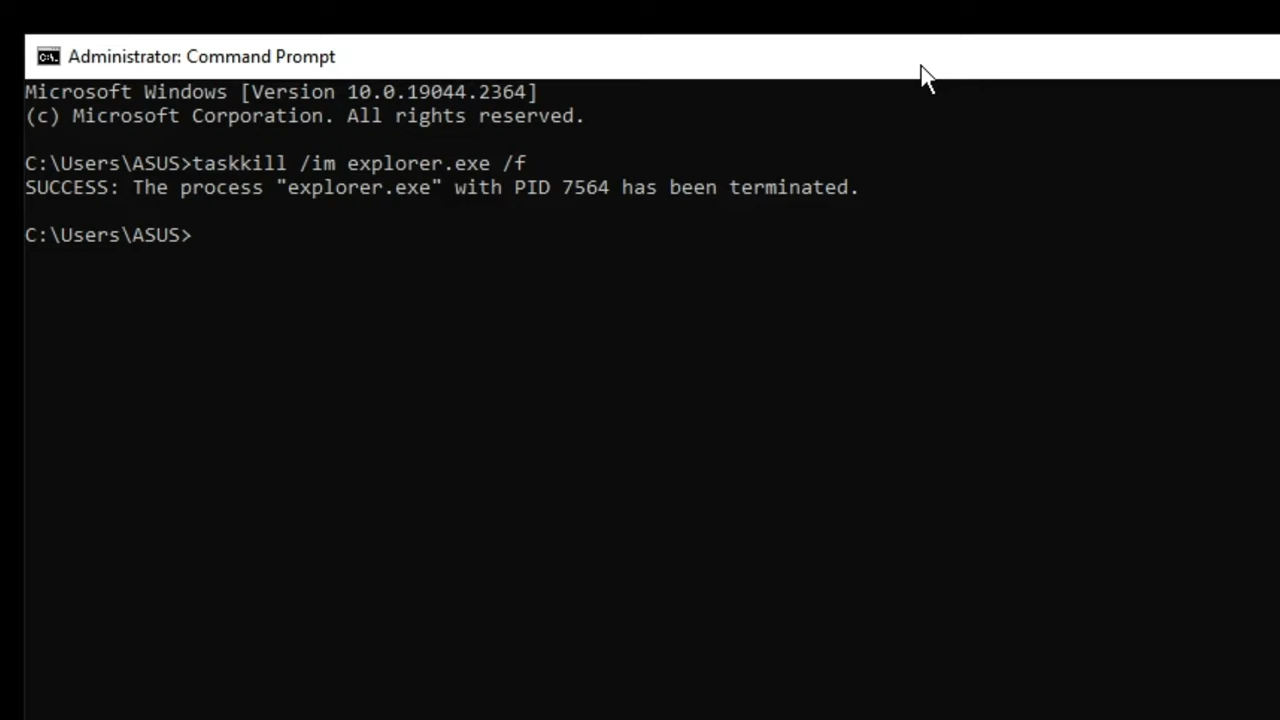 Administrator: Command Prompt
Microsoft Windows [Version 10.0.19044.2364]
(c) Microsoft Corporation. All rights reserved.
C:\Users\ASUS>taskkill /im explorer.exe /f
SUCCESS: The process "explorer.exe" with PID 7564 has been terminated.
C:\Users\ASUS>